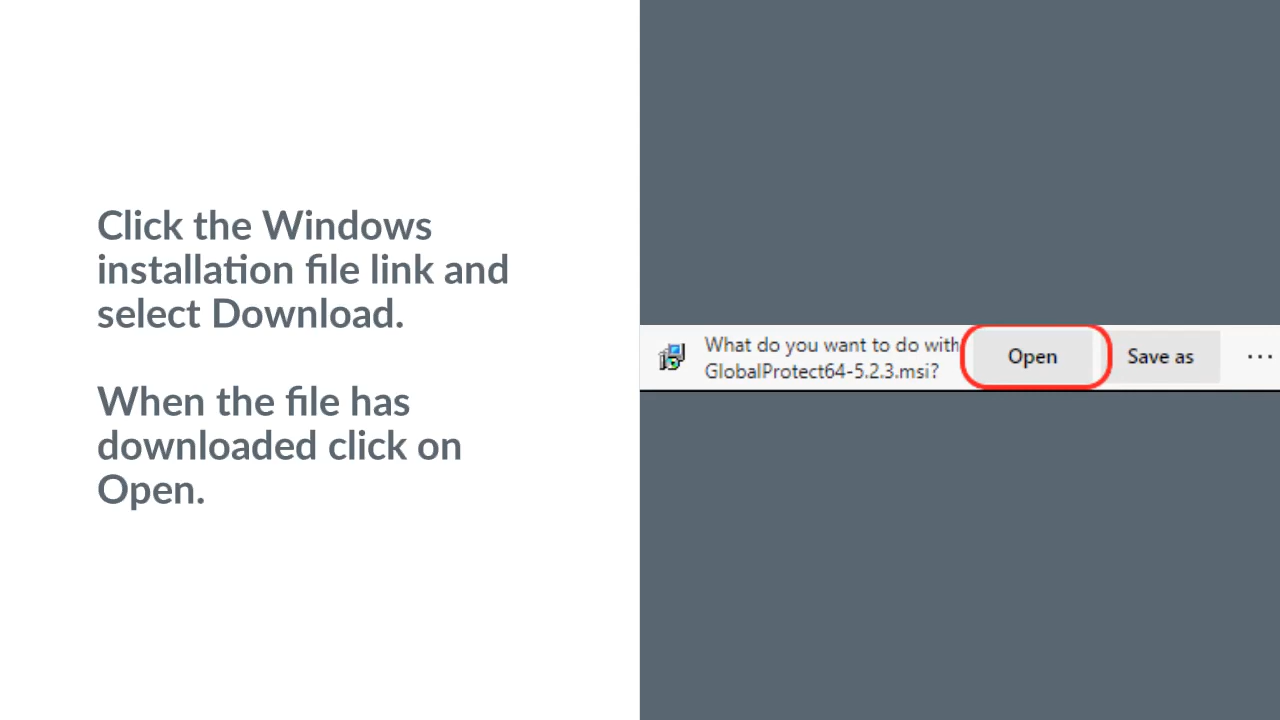 Click the Windows
installation file link and
select Download.
When the file has
downloaded click on
Open.
What do you want to do with
GlobalProtect64-5.2.3.msi?
Open
Save as
...